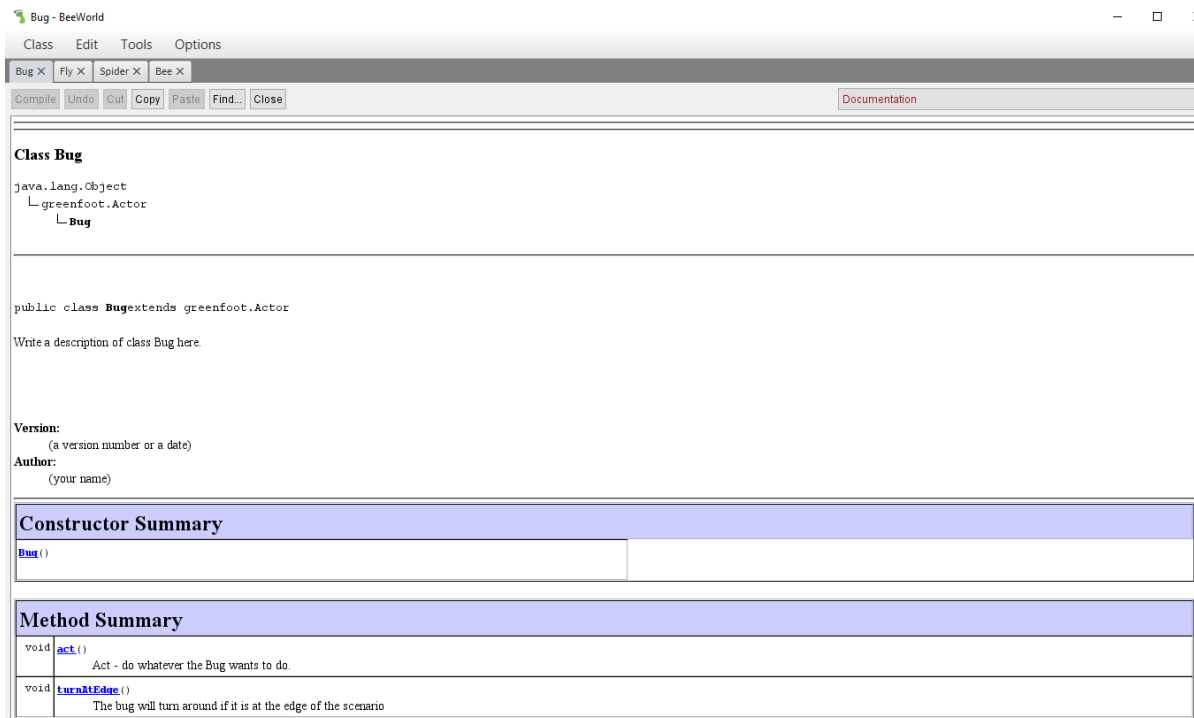 Bug - BeeWorld
Class Edit Tools Options
Bug Fly Spider Bee
Compile Undo Cut Copy Paste Find... Close Documentation
Class Bug
java.lang.Object
greenfoot.Actor
Bug
public class Bugextends greenfoot.Actor
Write a description of class Bug here.
Version:
(a version number or a date)
Author:
(your name)
Constructor Summary
Bug()
Method Summary
void act()
Act - do whatever the Bug wants to do.
void turnAtEdge()
The bug will turn around if it is at the edge of the scenario